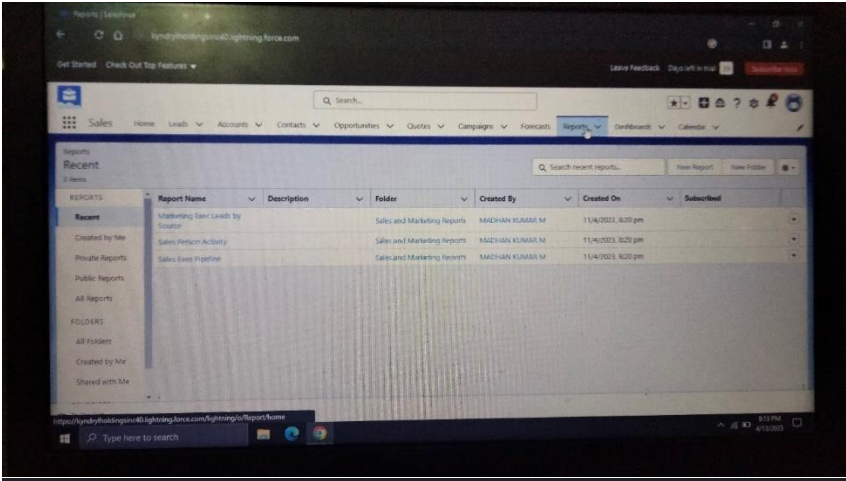 Reports | Salesforce
kyndrylholdingsinc40.lightning.force.com
Get Started Check Out Top Features Leave Feedback Days left in trial Subscribe Now
Search...
Sales Home Leads Accounts Contacts Opportunities Quotes Campaigns Forecasts Reports Dashboards Calendar
Reports
Recent
3 items
Search recent reports...
New Report New Folder
REPORTS
Recent
Created by Me
Private Reports
Public Reports
All Reports
FOLDERS
All Folders
Created by Me
Shared with Me
Report Name Description Folder Created By Created On Subscribed
Marketing Exec Leads by Source Sales and Marketing Reports MADHAN KUMAR M 11/4/2023, 8:20 pm
Sales Person Activity Sales and Marketing Reports MADHAN KUMAR M 11/4/2023, 8:20 pm
Sales Exec Pipeline Sales and Marketing Reports MADHAN KUMAR M 11/4/2023, 8:20 pm
https://kyndrylholdingsinc40.lightning.force.com/lightning/o/Report/home
Type here to search
9:13 PM
4/13/2023